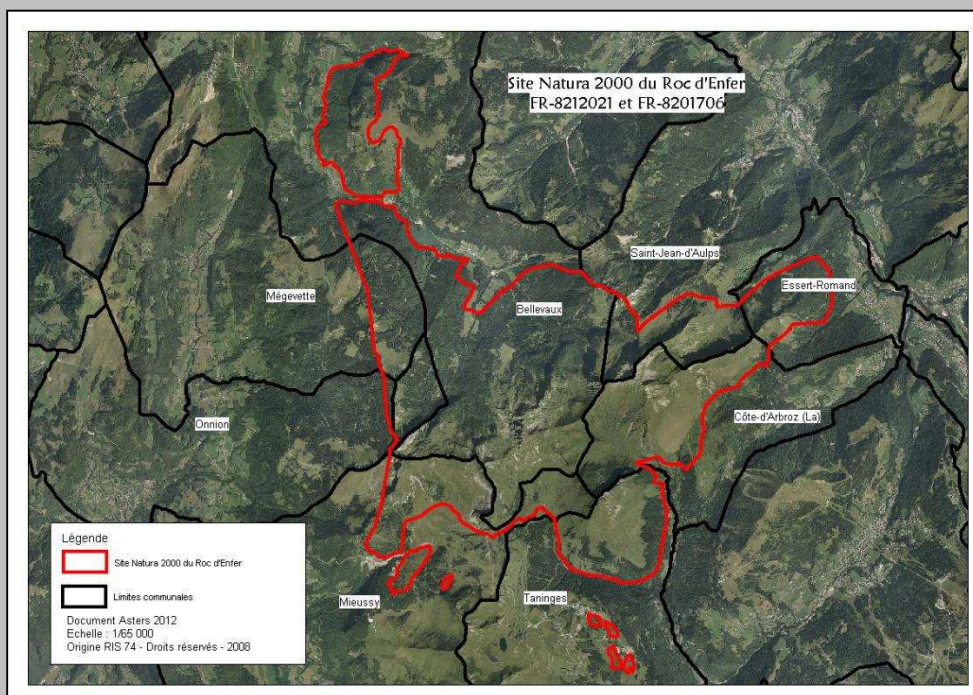 Site Natura 2000 du Roc d'Enfer
FR-8212021 et FR-8201706
Saint-Jean-d'Aulps
Essert-Romand
Mégevette
Bellevaux
Côte-d'Arbroz (La)
Onnion
Mieussy
Taninges
Légende
Site Natura 2000 du Roc d'Enfer
Limites communales
Document Asters 2012
Echelle : 1/65 000
Origine RIS 74 - Droits réservés - 2008